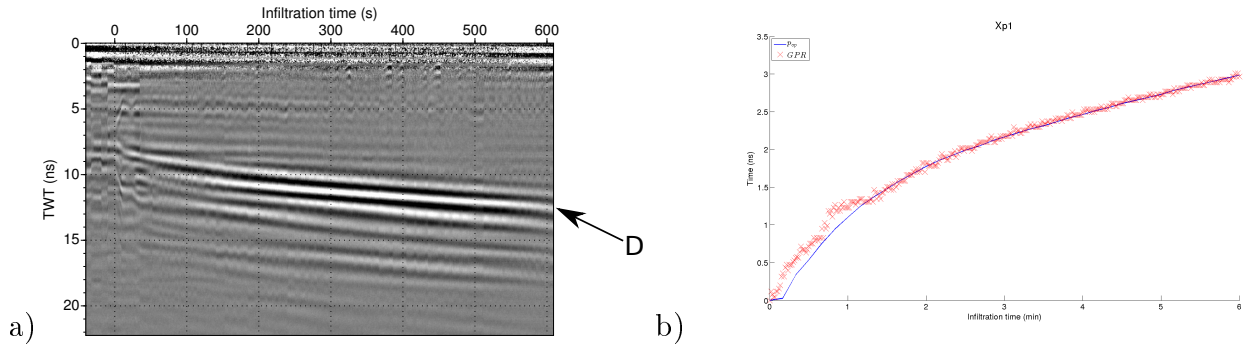 Infiltration time (s)
0 100 200 300 400 500 600
0
5
10
15
20
TWT (ns)
D
a)
Xp1
3.5
3
2.5
2
1.5
1
0.5
0
Time (ns)
P_op
GPR
0 1 2 3 4 5 6
Infiltration time (min)
b)